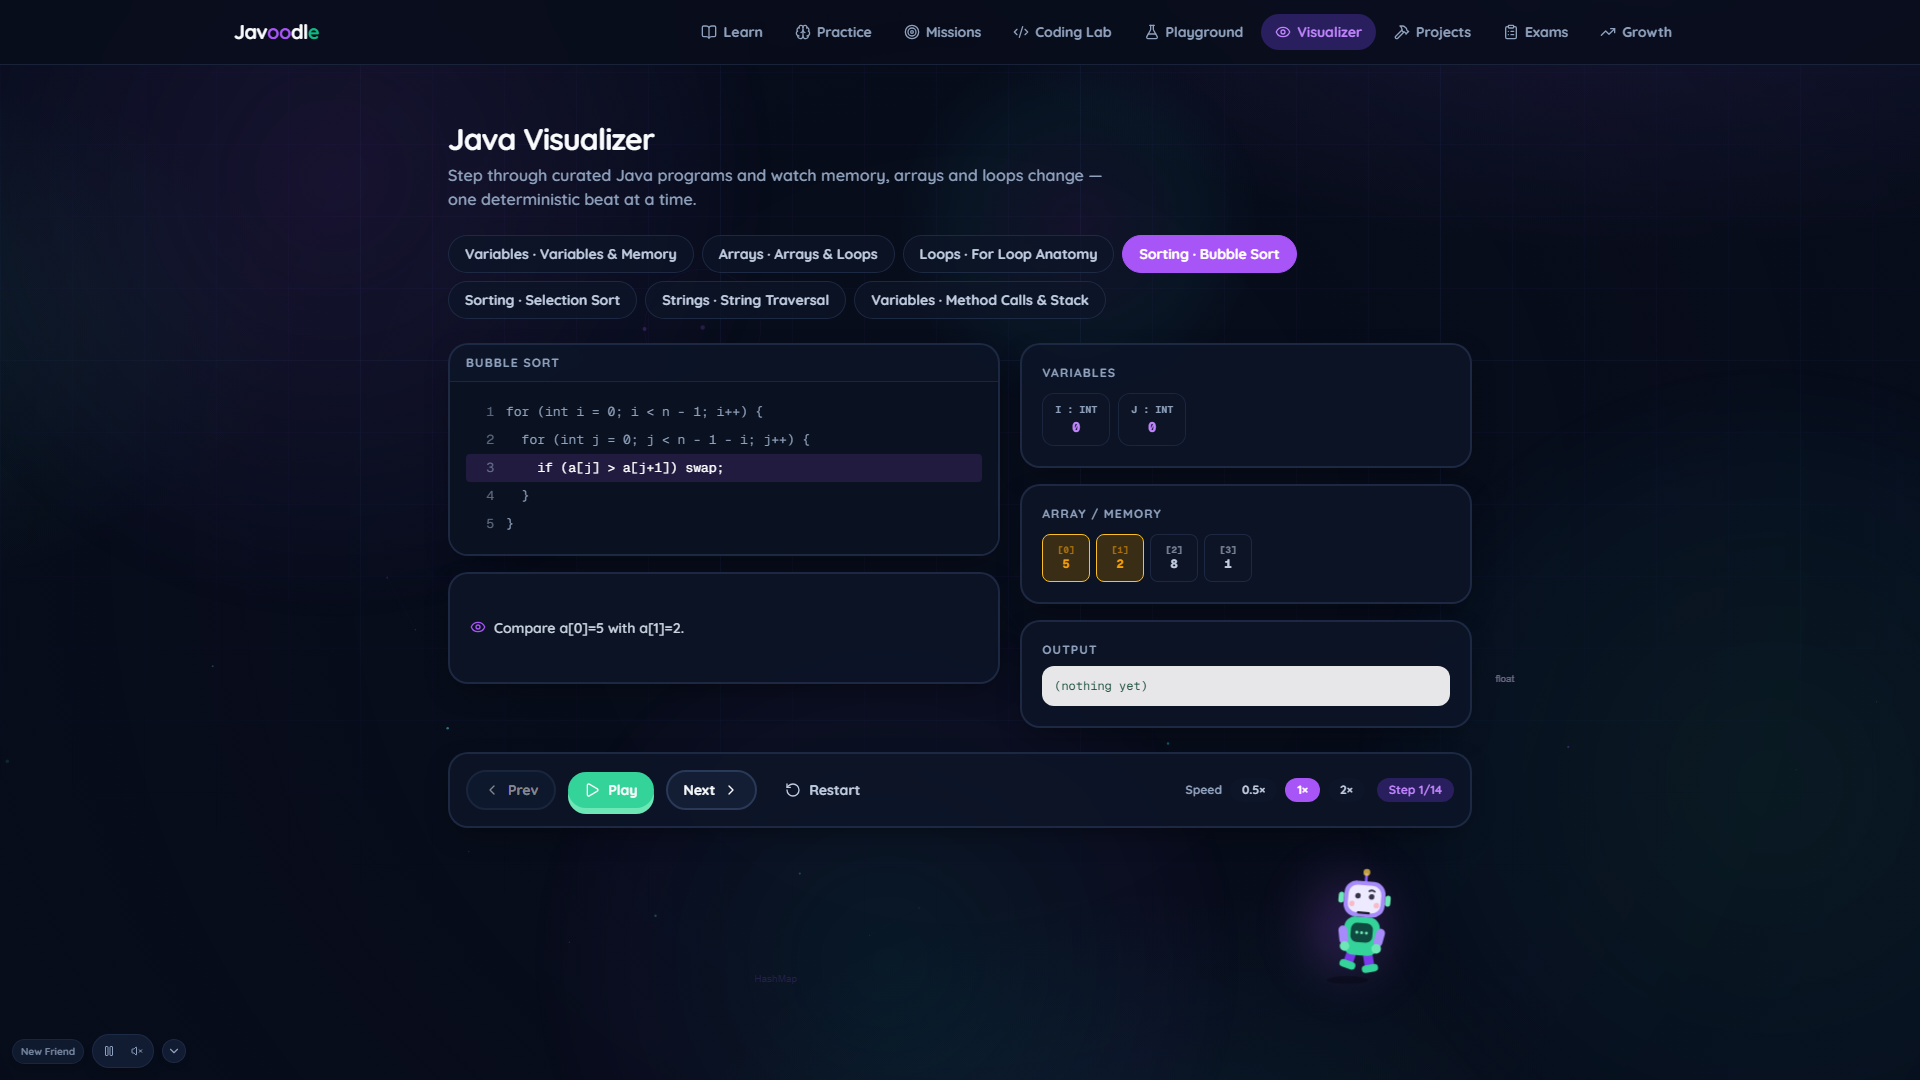 Javoodle
Learn
Practice
Missions
Coding Lab
Playground
Visualizer
Projects
Exams
Growth
Java Visualizer
Step through curated Java programs and watch memory, arrays and loops change —
one deterministic beat at a time.
Variables · Variables & Memory
Arrays · Arrays & Loops
Loops · For Loop Anatomy
Sorting · Bubble Sort
Sorting · Selection Sort
Strings · String Traversal
Variables · Method Calls & Stack
BUBBLE SORT
1 for (int i = 0; i < n - 1; i++) {
2 for (int j = 0; j < n - 1 - i; j++) {
3 if (a[j] > a[j+1]) swap;
4 }
5 }
Compare a[0]=5 with a[1]=2.
VARIABLES
I : INT
0
J : INT
0
ARRAY / MEMORY
[0]
5
[1]
2
[2]
8
[3]
1
OUTPUT
(nothing yet)
float
Prev
Play
Next
Restart
Speed
0.5×
1×
2×
Step 1/14
HashMap
New Friend